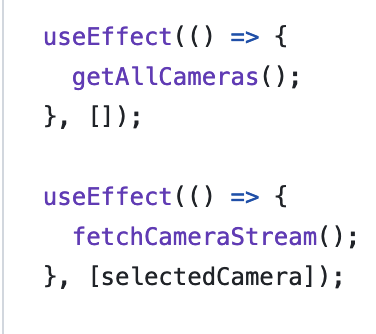 useEffect(() => {
  getAllCameras();
}, []);

useEffect(() => {
  fetchCameraStream();
}, [selectedCamera]);